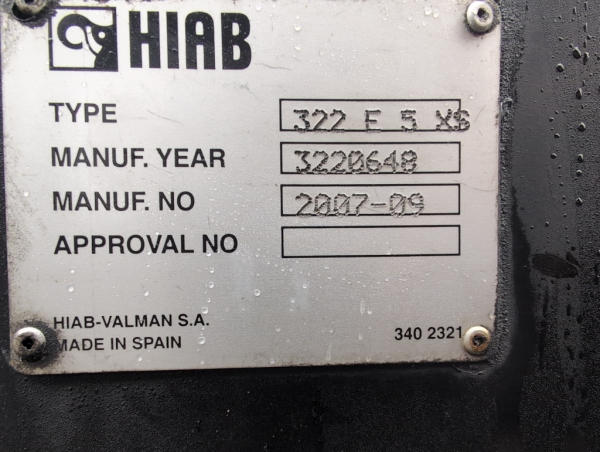 HIAB
TYPE 322 E 5 XS
MANUF. YEAR 3220648
MANUF. NO 2007-09
APPROVAL NO
HIAB-VALMAN S.A.
MADE IN SPAIN 340 2321